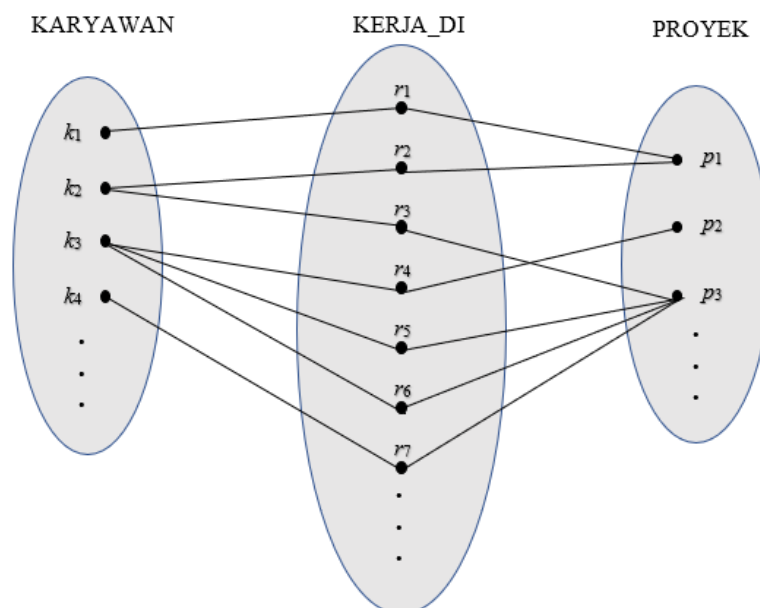 KARYAWAN
KERJA_DI
PROYEK
k1
k2
k3
k4
r1
r2
r3
r4
r5
r6
r7
p1
p2
p3